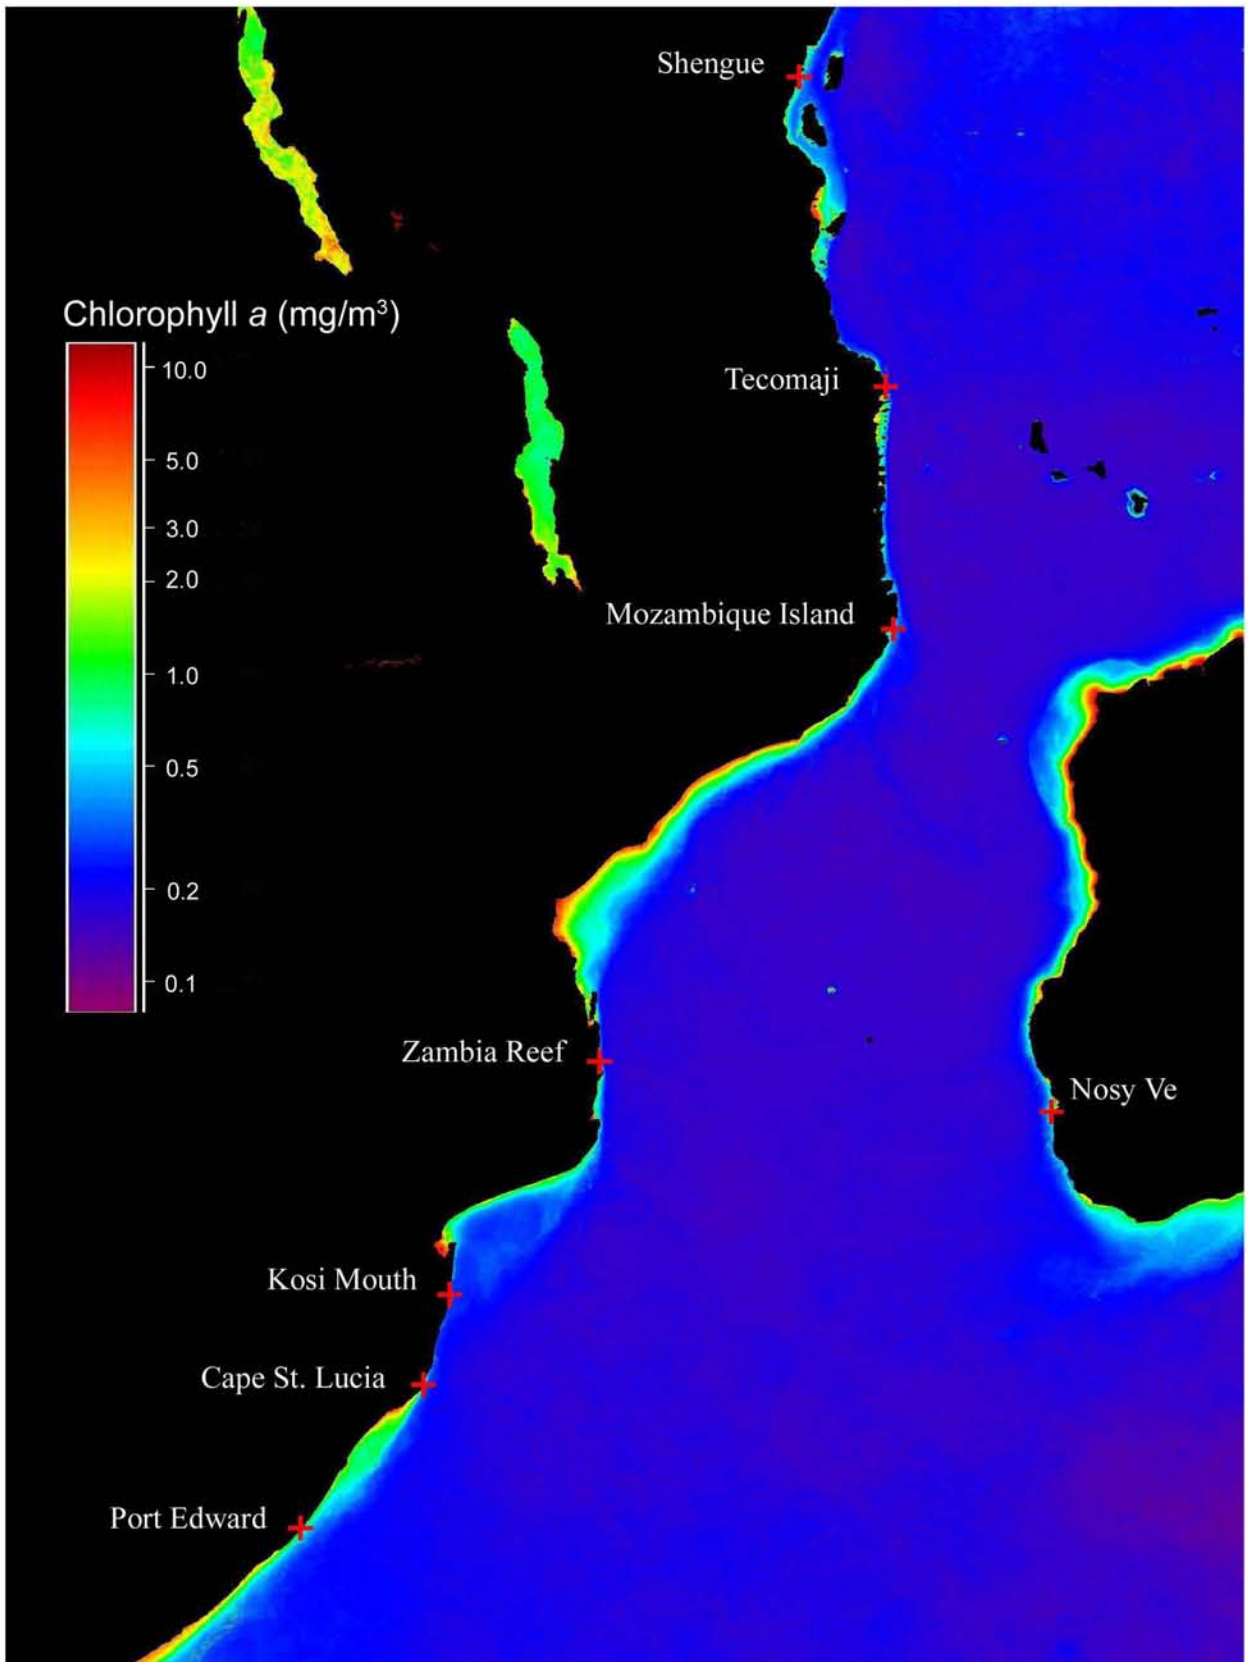 Shengue
Chlorophyll a (mg/m³)
10.0
5.0
3.0
2.0
1.0
0.5
0.2
0.1
Tecomaji
Mozambique Island
Zambia Reef
Nosy Ve
Kosi Mouth
Cape St. Lucia
Port Edward